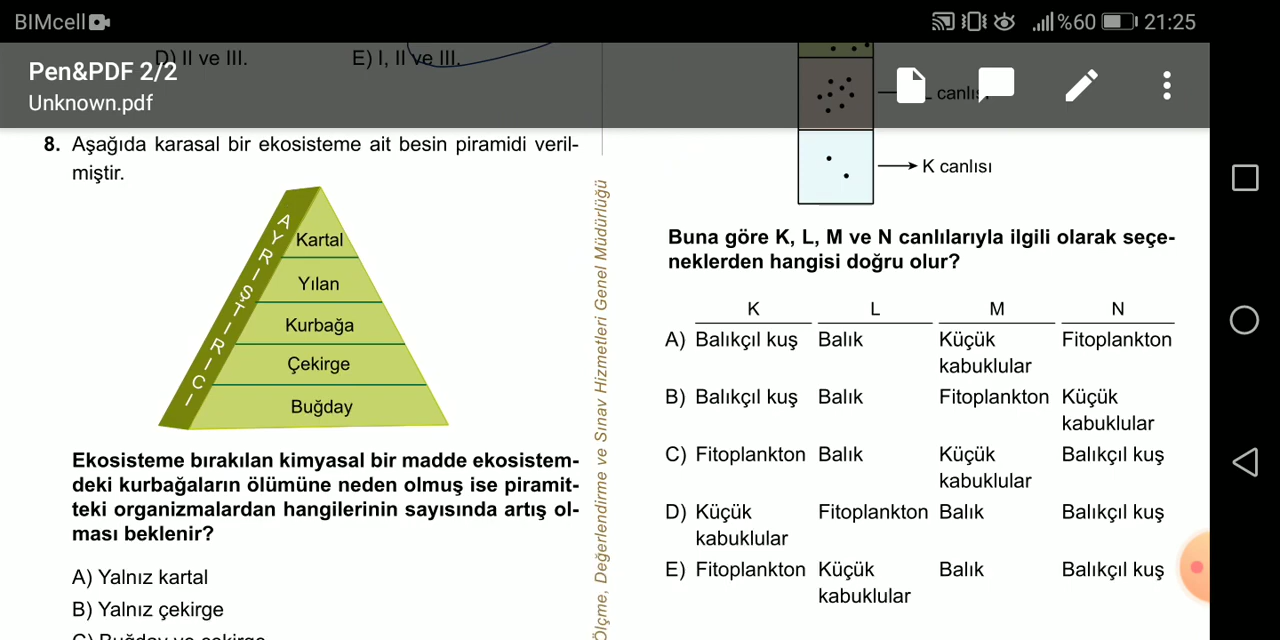 BIMcell
%60 21:25
D) II ve III. E) I, II ve III.
Pen&PDF 2/2
Unknown.pdf
8. Aşağıda karasal bir ekosisteme ait besin piramidi veril-
miştir.
AYRIŞTIRICI
Kartal
Yılan
Kurbağa
Çekirge
Buğday
Ekosisteme bırakılan kimyasal bir madde ekosistem-
deki kurbağaların ölümüne neden olmuş ise piramit-
teki organizmalardan hangilerinin sayısında artış ol-
ması beklenir?
A) Yalnız kartal
B) Yalnız çekirge
C) Buğday ve çekirge
Ölçme, Değerlendirme ve Sınav Hizmetleri Genel Müdürlüğü
L canlısı
K canlısı
Buna göre K, L, M ve N canlılarıyla ilgili olarak seçe-
neklerden hangisi doğru olur?
K L M N
A) Balıkçıl kuş Balık Küçük Fitoplankton
kabuklular
B) Balıkçıl kuş Balık Fitoplankton Küçük
kabuklular
C) Fitoplankton Balık Küçük Balıkçıl kuş
kabuklular
D) Küçük Fitoplankton Balık Balıkçıl kuş
kabuklular
E) Fitoplankton Küçük Balık Balıkçıl kuş
kabuklular